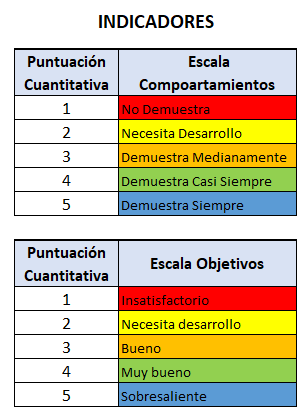 INDICADORES
Puntuación Cuantitativa Escala Compoartamientos
1 No Demuestra
2 Necesita Desarrollo
3 Demuestra Medianamente
4 Demuestra Casi Siempre
5 Demuestra Siempre
Puntuación Cuantitativa Escala Objetivos
1 Insatisfactorio
2 Necesita desarrollo
3 Bueno
4 Muy bueno
5 Sobresaliente